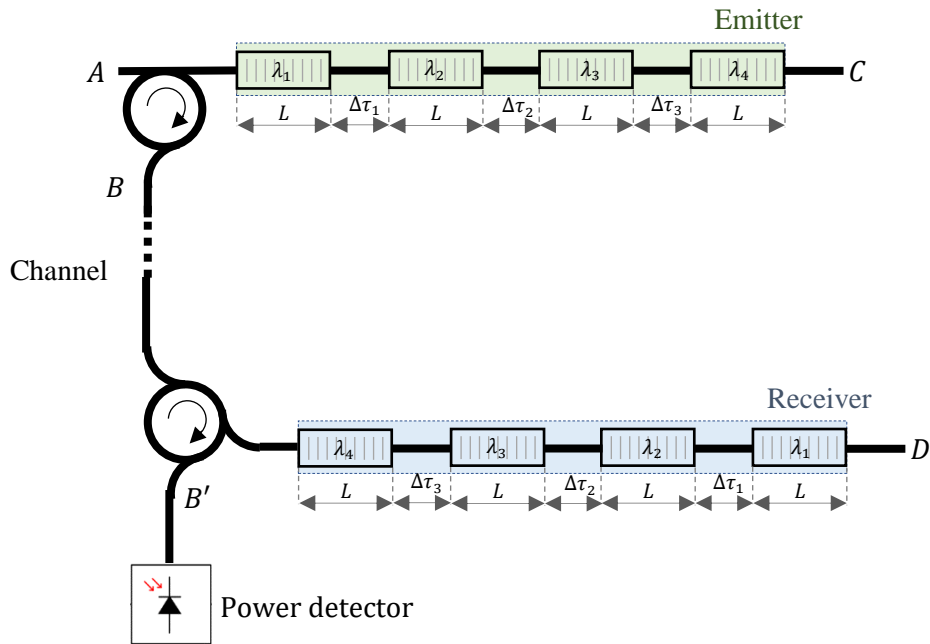 Emitter
A λ₁ λ₂ λ₃ λ₄ C
L Δτ₁ L Δτ₂ L Δτ₃ L
B
Channel
Receiver
λ₄ λ₃ λ₂ λ₁ D
L Δτ₃ L Δτ₂ L Δτ₁ L
B′
Power detector